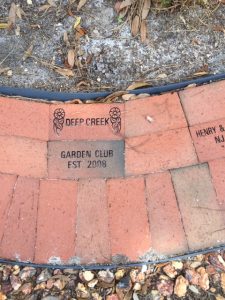 DEEP CREEK
GARDEN CLUB
EST. 2008
HENRY &
NJ